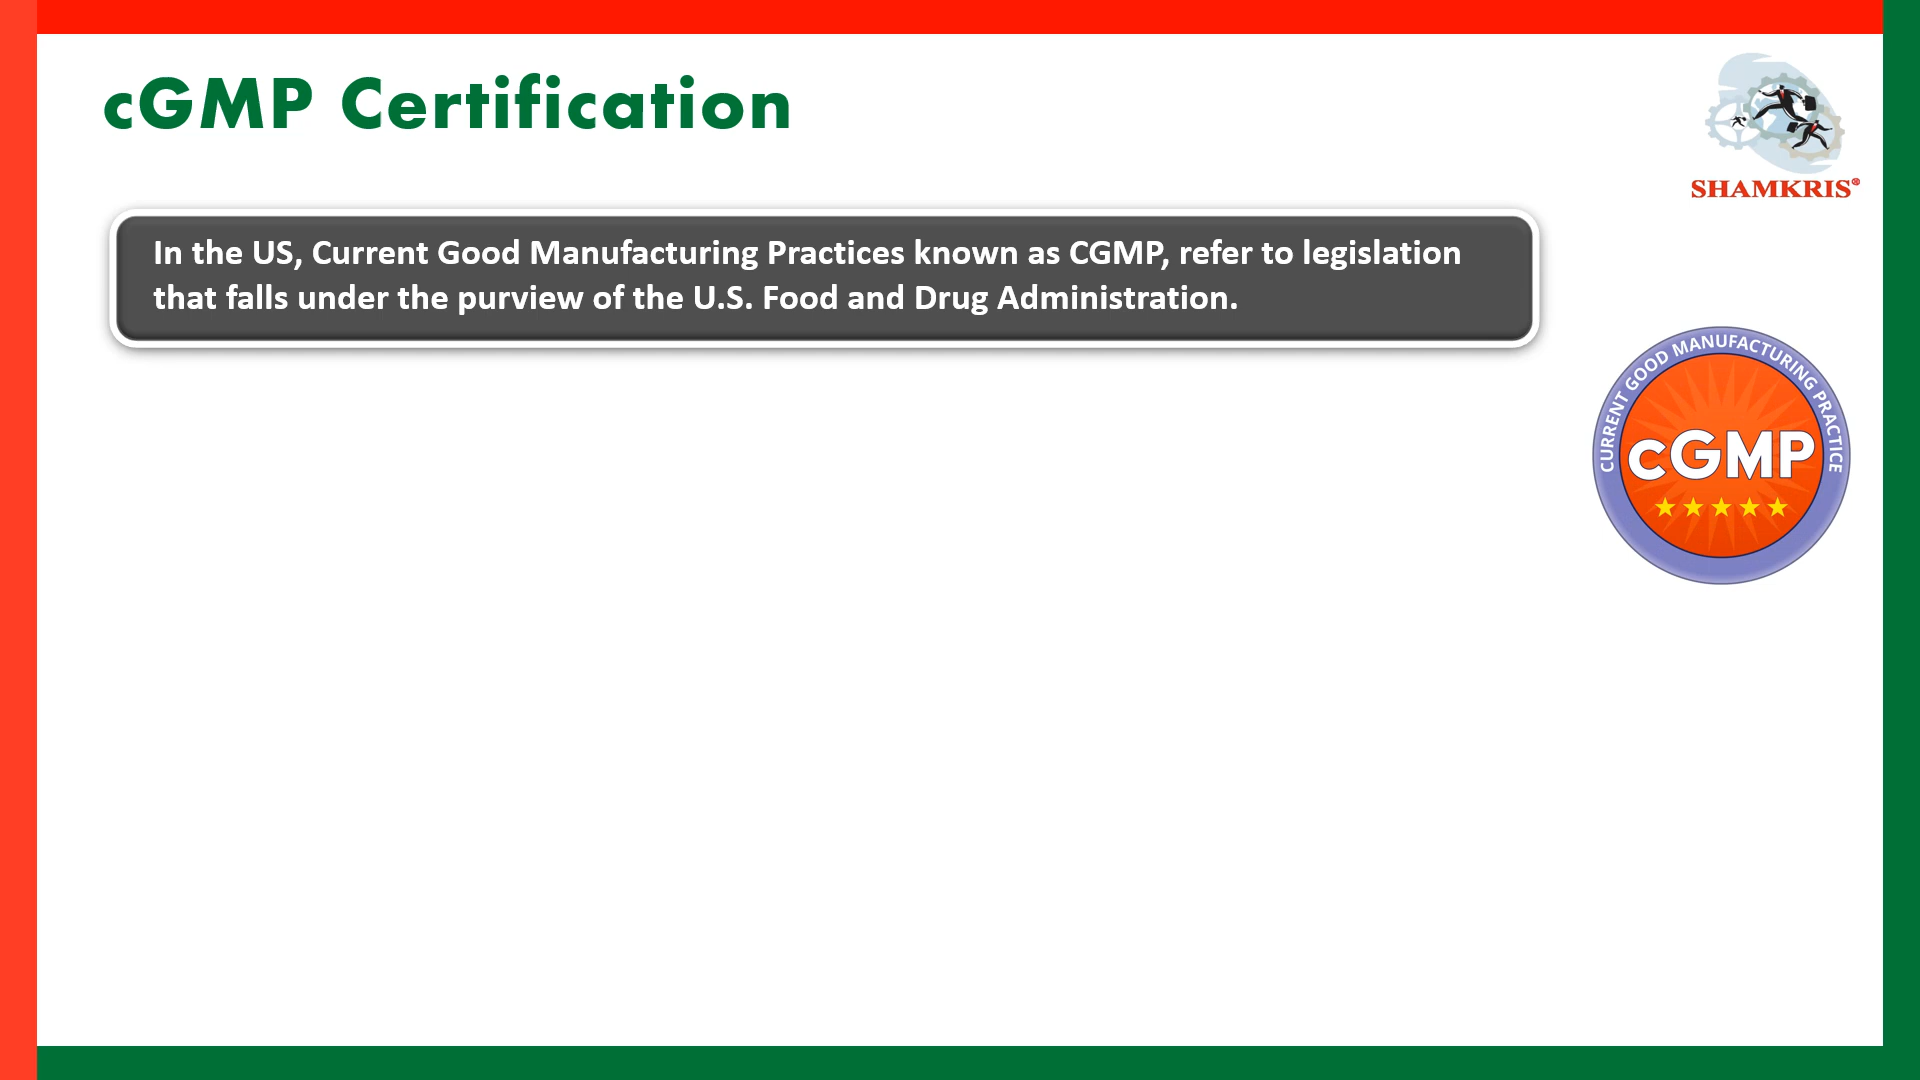 cGMP Certification
SHAMKRIS®
In the US, Current Good Manufacturing Practices known as CGMP, refer to legislation
that falls under the purview of the U.S. Food and Drug Administration.
CURRENT GOOD MANUFACTURING PRACTICE
cGMP